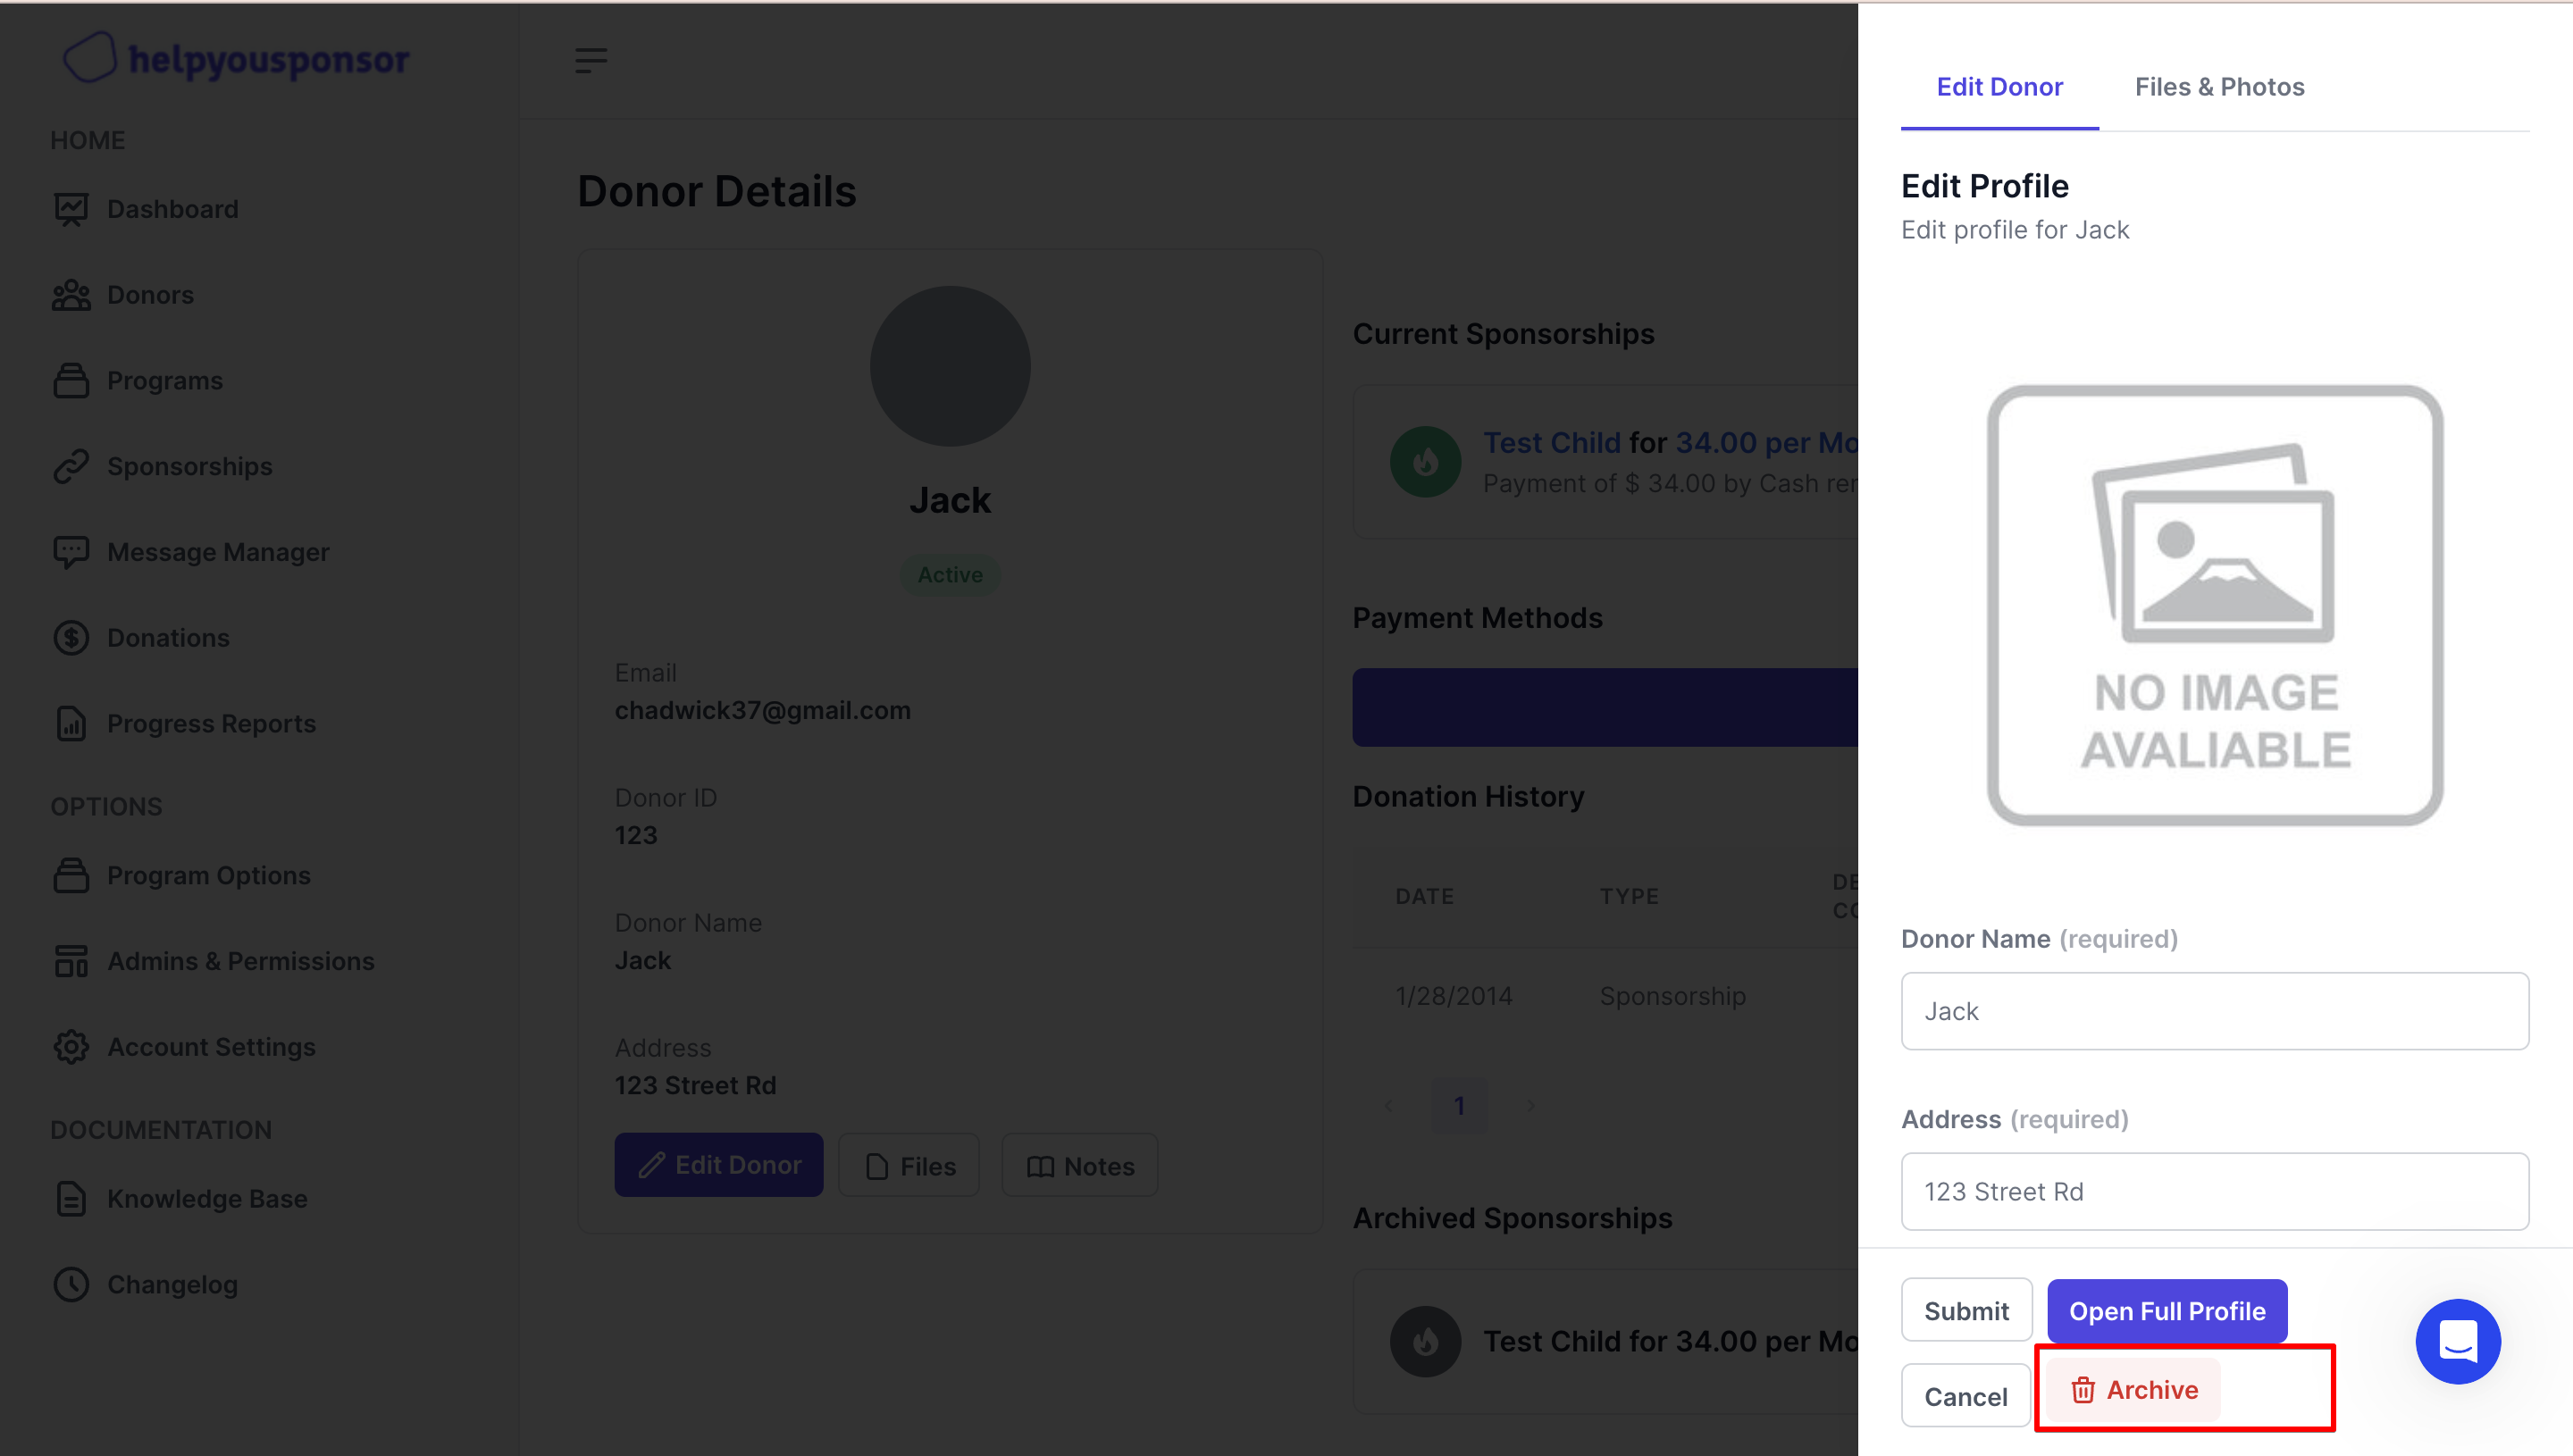 helpyousponsor
HOME
Dashboard
Donors
Programs
Sponsorships
Message Manager
Donations
Progress Reports
OPTIONS
Program Options
Admins & Permissions
Account Settings
DOCUMENTATION
Knowledge Base
Changelog
Donor Details
Jack
Active
Email
chadwick37@gmail.com
Donor ID
123
Donor Name
Jack
Address
123 Street Rd
Edit Donor
Files
Notes
Current Sponsorships
Test Child for 34.00 per Mo
Payment of $ 34.00 by Cash rer
Payment Methods
Donation History
DATE TYPE DE
CO
1/28/2014 Sponsorship
1
Archived Sponsorships
Test Child for 34.00 per Mo
Edit Donor
Files & Photos
Edit Profile
Edit profile for Jack
NO IMAGE
AVALIABLE
Donor Name (required)
Jack
Address (required)
123 Street Rd
Submit
Open Full Profile
Cancel
Archive